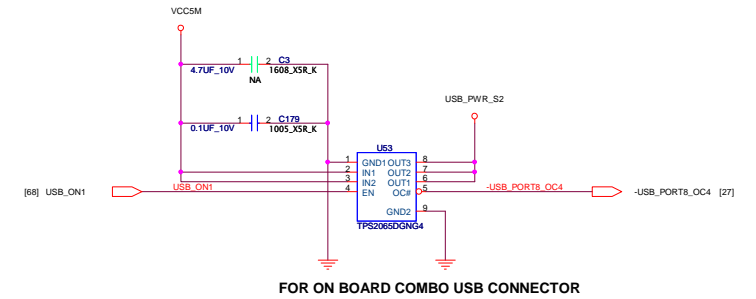 VCC5M
1 2 C3
4.7UF_10V 1608_X5R_K
NA
USB_PWR_S2
1 2 C179
0.1UF_10V 1005_X5R_K
U53
1 GND1 OUT3 8
2 IN1 OUT2 7
3 IN2 OUT1 6
[68] USB_ON1 USB_ON1 4 EN OC# 5 -USB_PORT8_OC4 -USB_PORT8_OC4 [27]
GND2 9
TPS2065DGNG4
FOR ON BOARD COMBO USB CONNECTOR